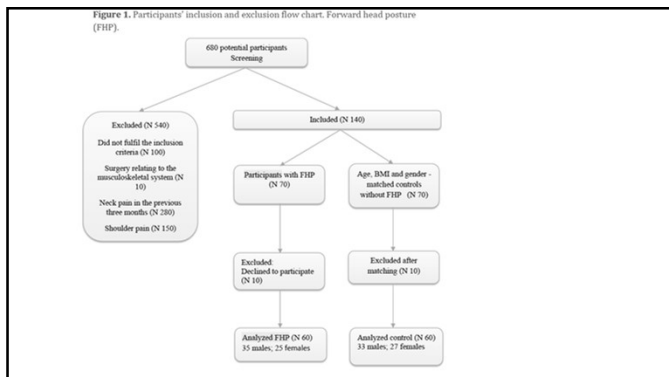 Figure 1. Participants' inclusion and exclusion flow chart. Forward head posture
(FHP).
680 potential participants
Screening
Excluded (N 540)
Did not fulfil the inclusion
criteria (N 100)
Surgery relating to the
musculoskeletal system (N
10)
Neck pain in the previous
three months (N 280)
Shoulder pain (N 150)
Included (N 140)
Participants with FHP
(N 70)
Age, BMI and gender -
matched controls
without FHP (N 70)
Excluded:
Declined to participate
(N 10)
Excluded after
matching (N 10)
Analyzed FHP (N 60)
35 males; 25 females
Analyzed control (N 60)
33 males; 27 females